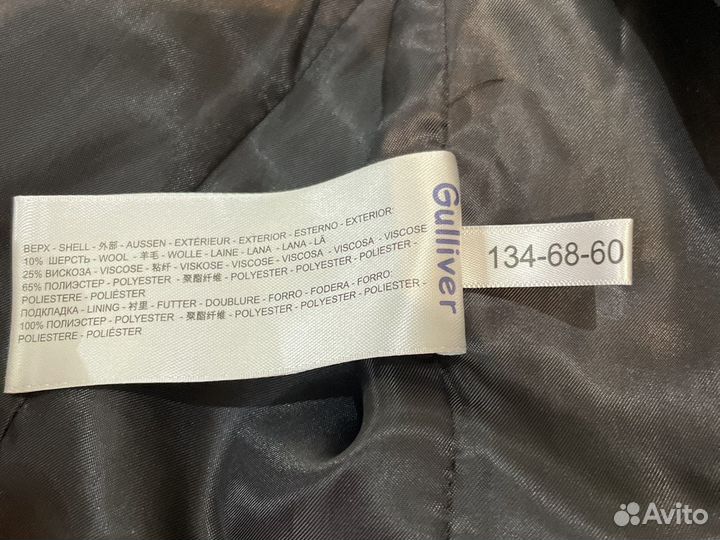 ВЕРХ - SHELL - 外部 - AUSSEN - EXTÉRIEUR - EXTERIOR - ESTERNO - EXTERIOR:
10% ШЕРСТЬ - WOOL - 羊毛 - WOLLE - LAINE - LANA - LANA - LÃ
25% ВИСКОЗА - VISCOSE - 粘纤 - VISKOSE - VISCOSE - VISCOSA - VISCOSA - VISCOSE
65% ПОЛИЭСТЕР - POLYESTER - 聚酯纤维 - POLYESTER - POLYESTER - POLIESTER -
POLIESTERE - POLIÉSTER
ПОДКЛАДКА - LINING - 衬里 - FUTTER - DOUBLURE - FORRO - FODERA - FORRO:
100% ПОЛИЭСТЕР - POLYESTER - 聚酯纤维 - POLYESTER - POLYESTER - POLIESTER -
POLIESTERE - POLIÉSTER
Gulliver
134-68-60
Avito